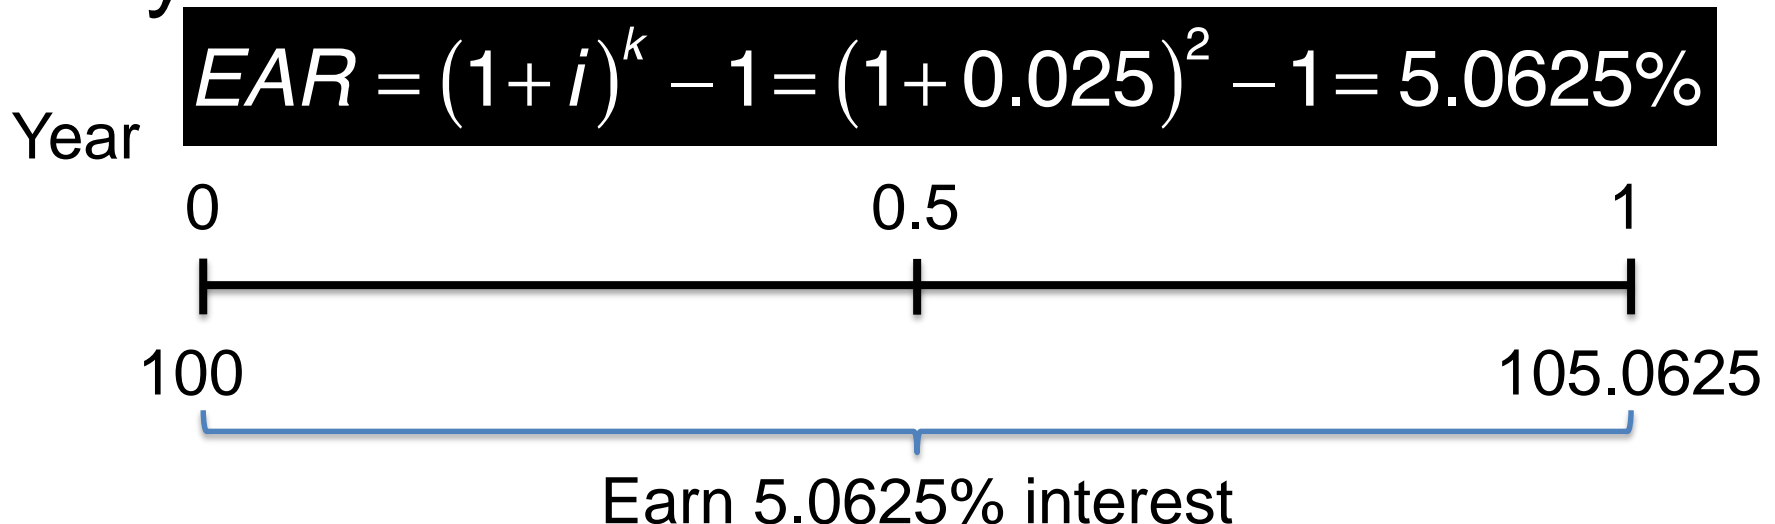 EAR = (1+ i)^k − 1 = (1+ 0.025)^2 − 1 = 5.0625%
Year
0 0.5 1
100 105.0625
Earn 5.0625% interest